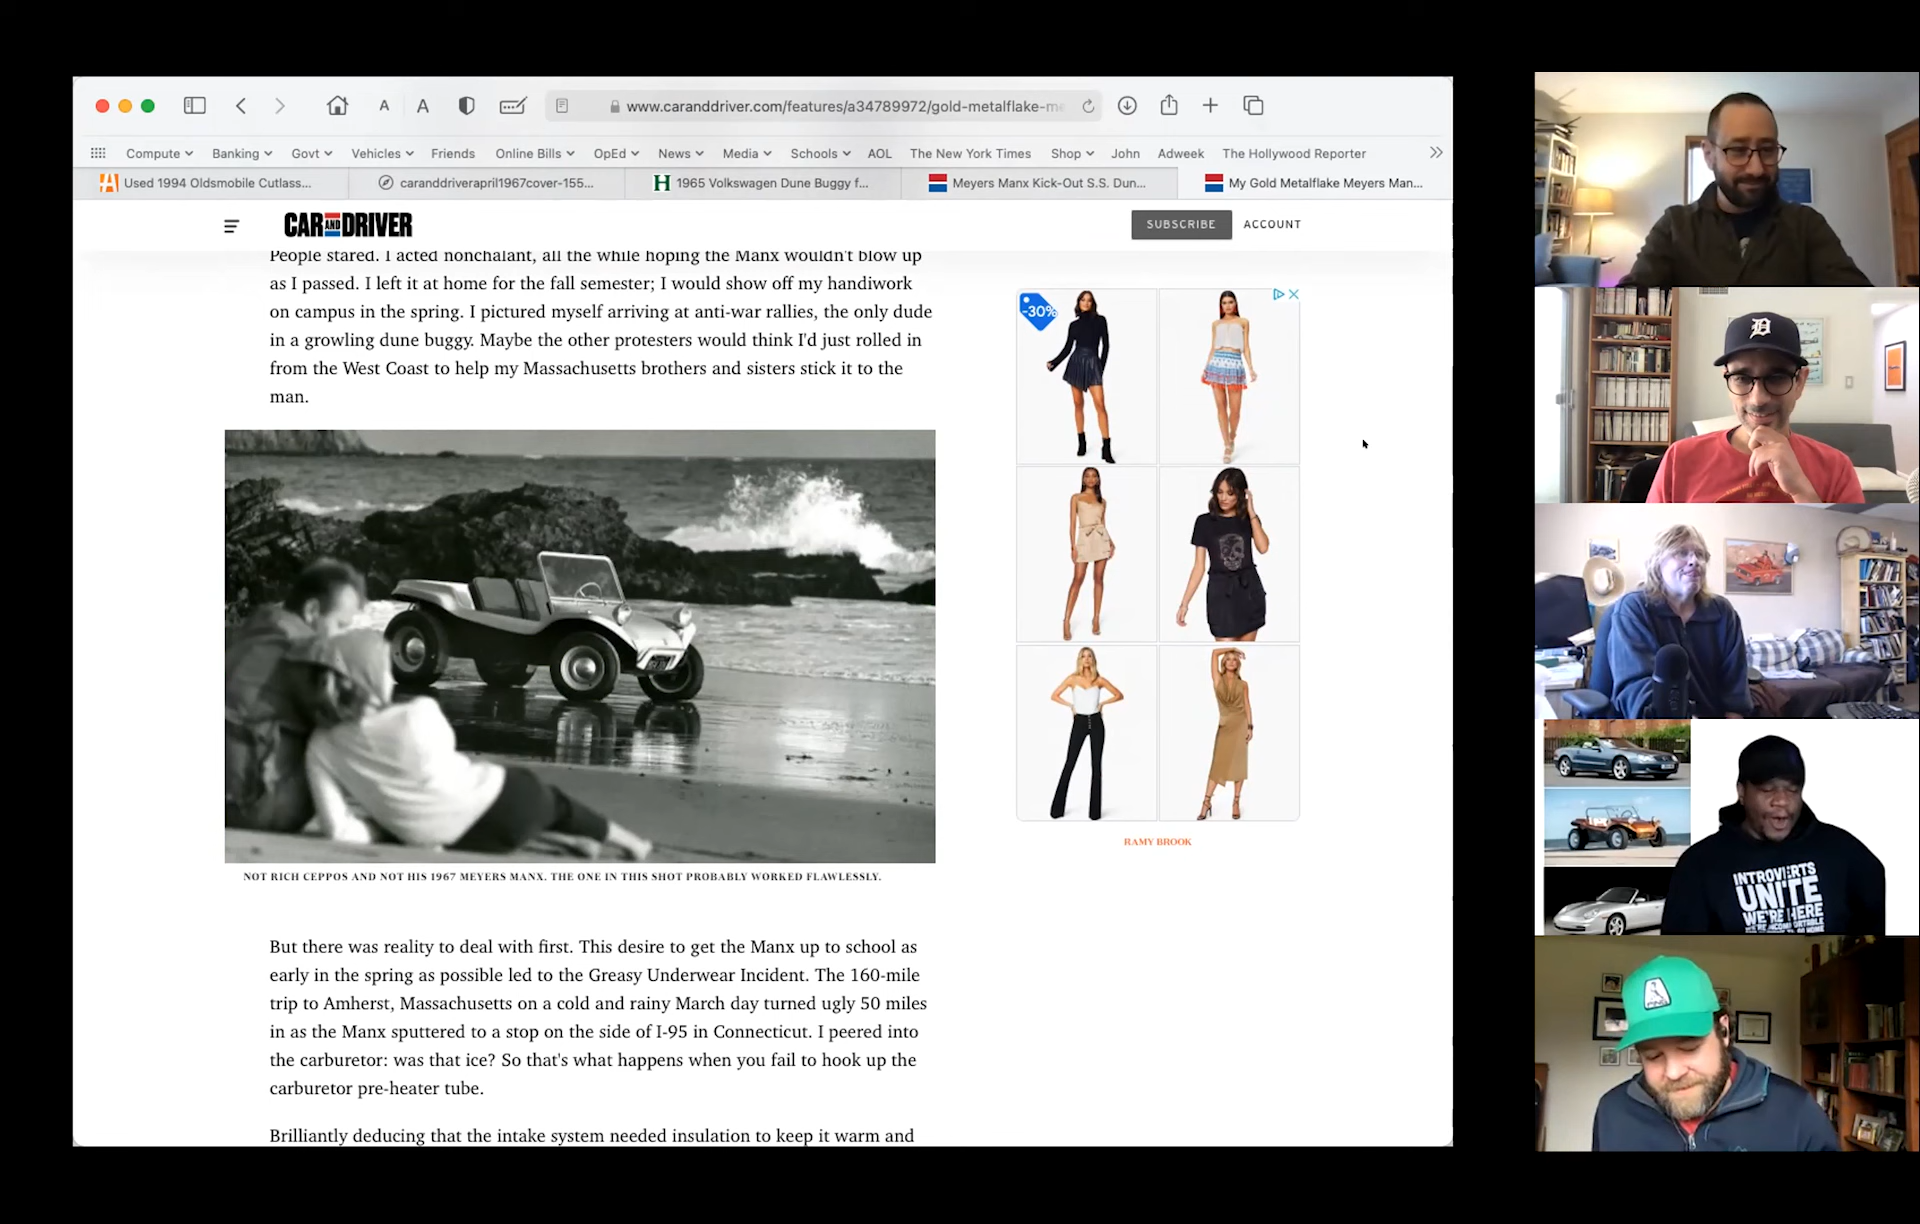 www.caranddriver.com/features/a34789972/gold-metalflake-me
Compute Banking Govt Vehicles Friends Online Bills OpEd News Media Schools AOL The New York Times Shop John Adweek The Hollywood Reporter
Used 1994 Oldsmobile Cutlass...
caranddriverapril1967cover-155...
H 1965 Volkswagen Dune Buggy f...
Meyers Manx Kick-Out S.S. Dun...
My Gold Metalflake Meyers Man...
CAR AND DRIVER
SUBSCRIBE ACCOUNT
People stared. I acted nonchalant, all the while hoping the Manx wouldn't blow up
as I passed. I left it at home for the fall semester; I would show off my handiwork
on campus in the spring. I pictured myself arriving at anti-war rallies, the only dude
in a growling dune buggy. Maybe the other protesters would think I'd just rolled in
from the West Coast to help my Massachusetts brothers and sisters stick it to the
man.
NOT RICH CEPPOS AND NOT HIS 1967 MEYERS MANX. THE ONE IN THIS SHOT PROBABLY WORKED FLAWLESSLY.
But there was reality to deal with first. This desire to get the Manx up to school as
early in the spring as possible led to the Greasy Underwear Incident. The 160-mile
trip to Amherst, Massachusetts on a cold and rainy March day turned ugly 50 miles
in as the Manx sputtered to a stop on the side of I-95 in Connecticut. I peered into
the carburetor: was that ice? So that's what happens when you fail to hook up the
carburetor pre-heater tube.
Brilliantly deducing that the intake system needed insulation to keep it warm and
-30%
RAMY BROOK
D
INTROVERTS
UNITE
WE'RE HERE
PING